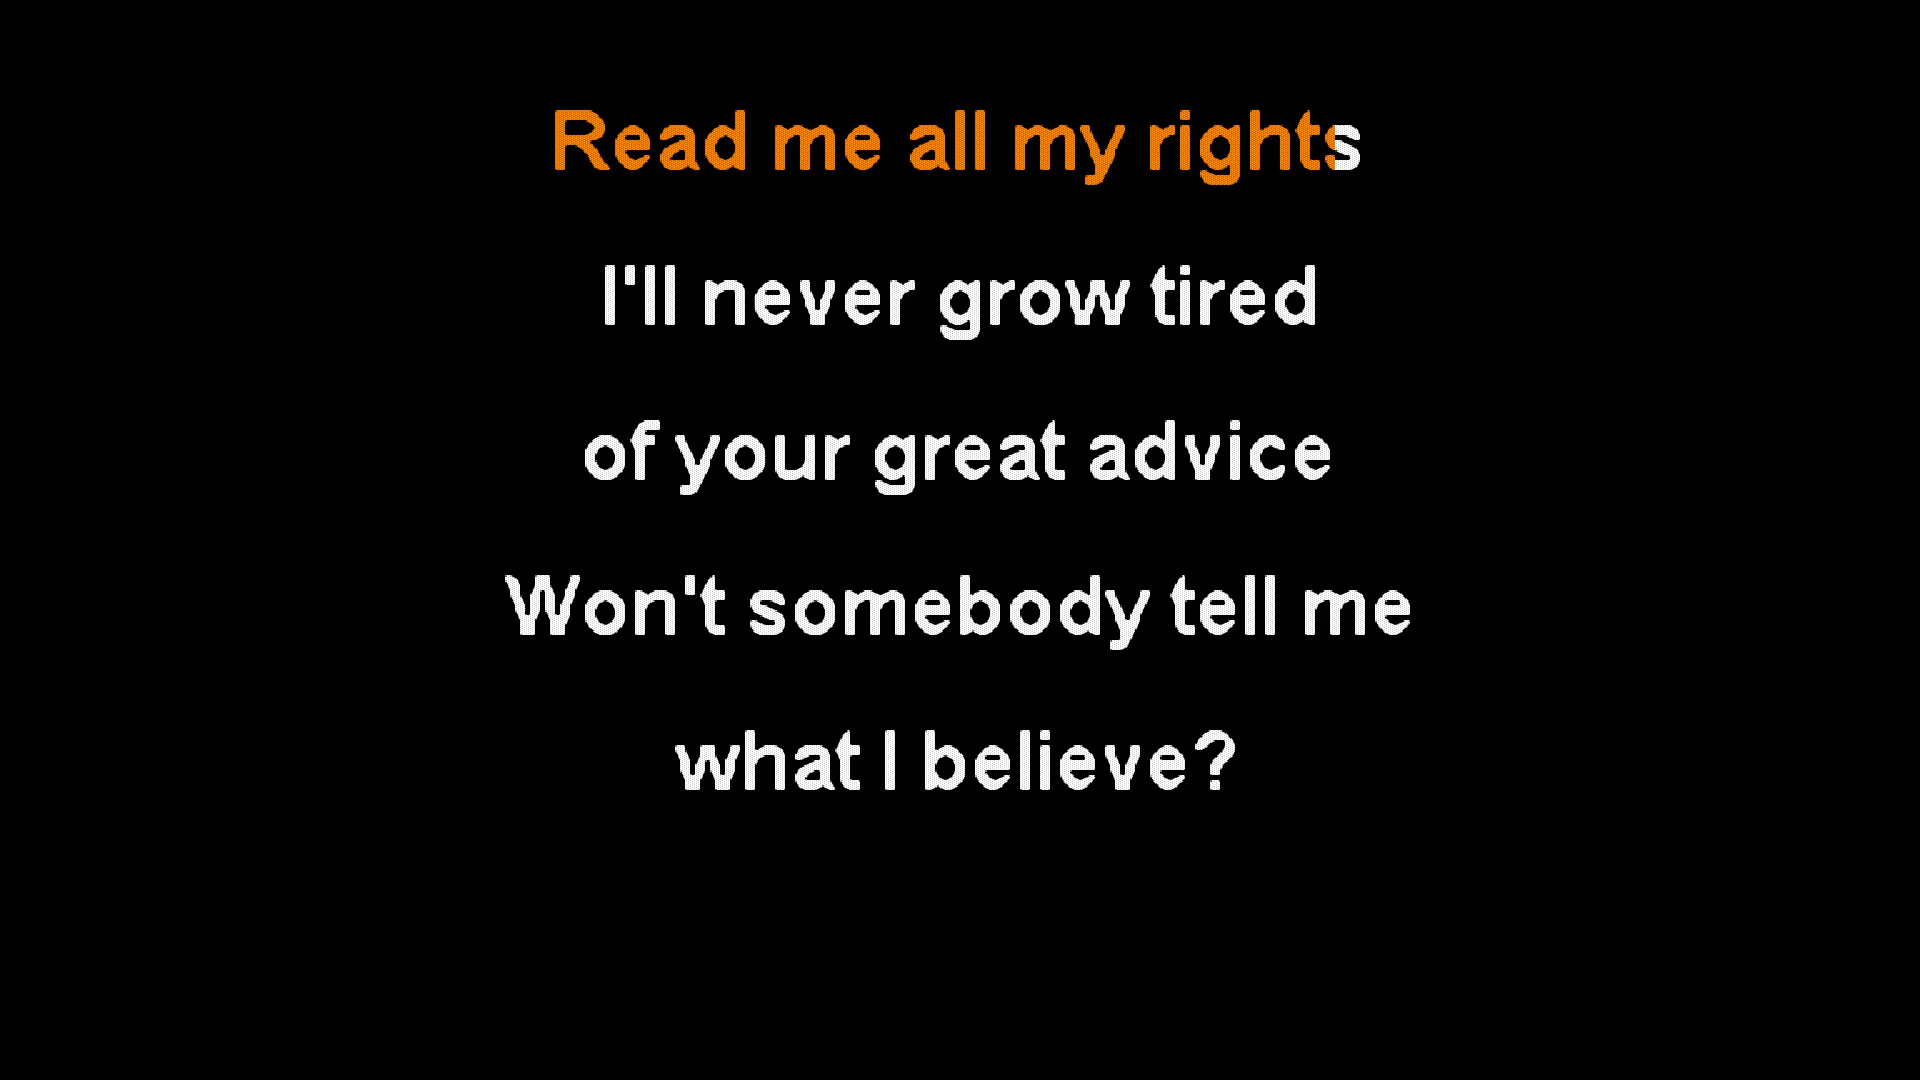 Read me all my rights
I'll never grow tired
of your great advice
Won't somebody tell me
what I believe?